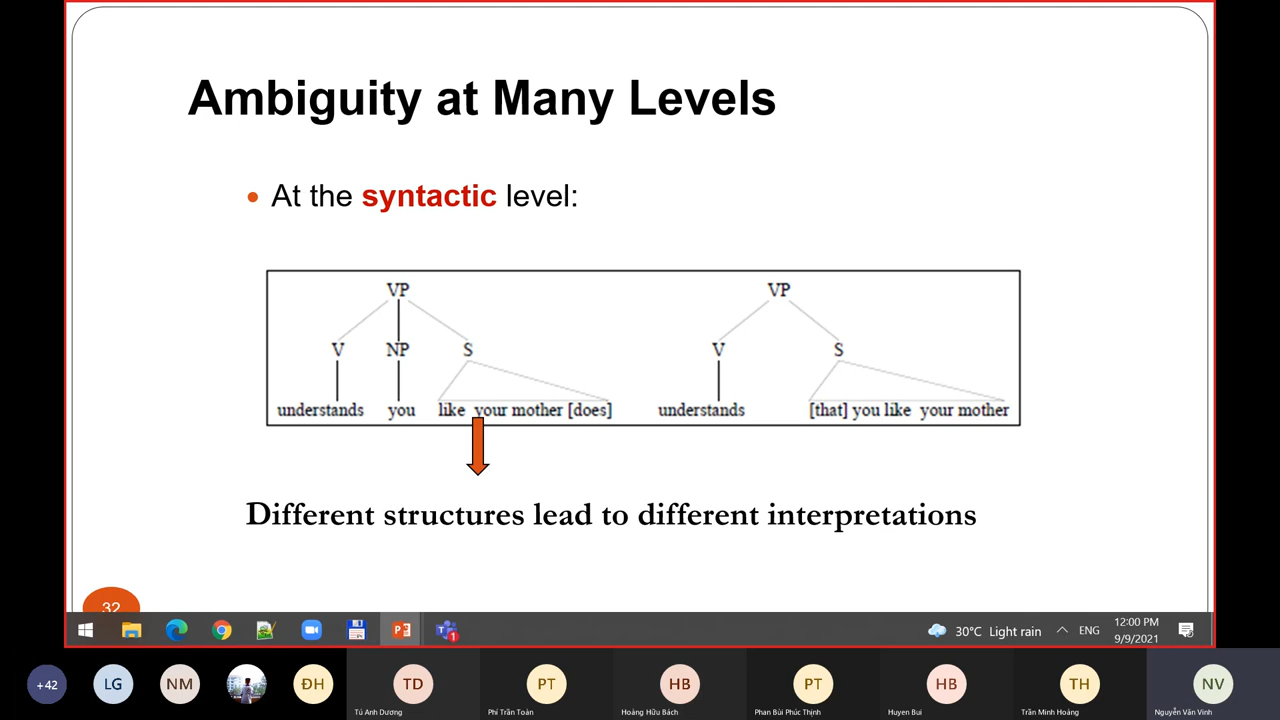 Ambiguity at Many Levels
• At the syntactic level:
VP VP
V NP S V S
understands you like your mother [does] understands [that] you like your mother
Different structures lead to different interpretations
32
1
30°C Light rain ENG 12:00 PM
9/9/2021
+42 LG NM ĐH TD PT HB PT HB TH NV
Tú Anh Dương Phí Trần Toản Hoàng Hữu Bách Phan Bùi Phúc Thịnh Huyen Bui Trần Minh Hoàng Nguyễn Văn Vinh